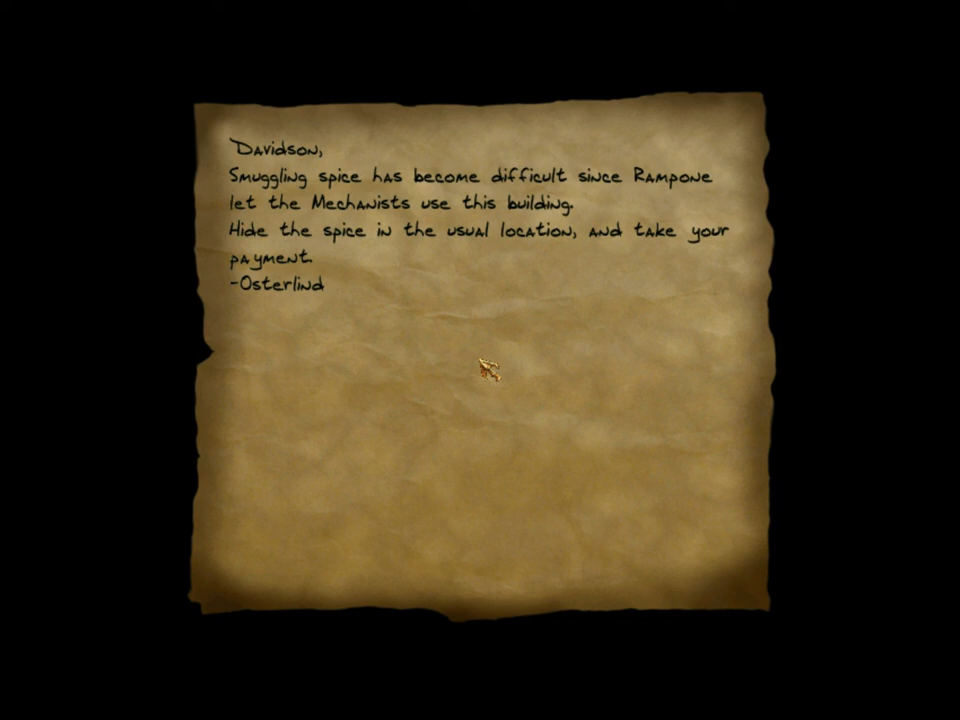 Davidson,
Smuggling spice has become difficult since Rampone
let the Mechanists use this building.
Hide the spice in the usual location, and take your
payment.
-Osterlind